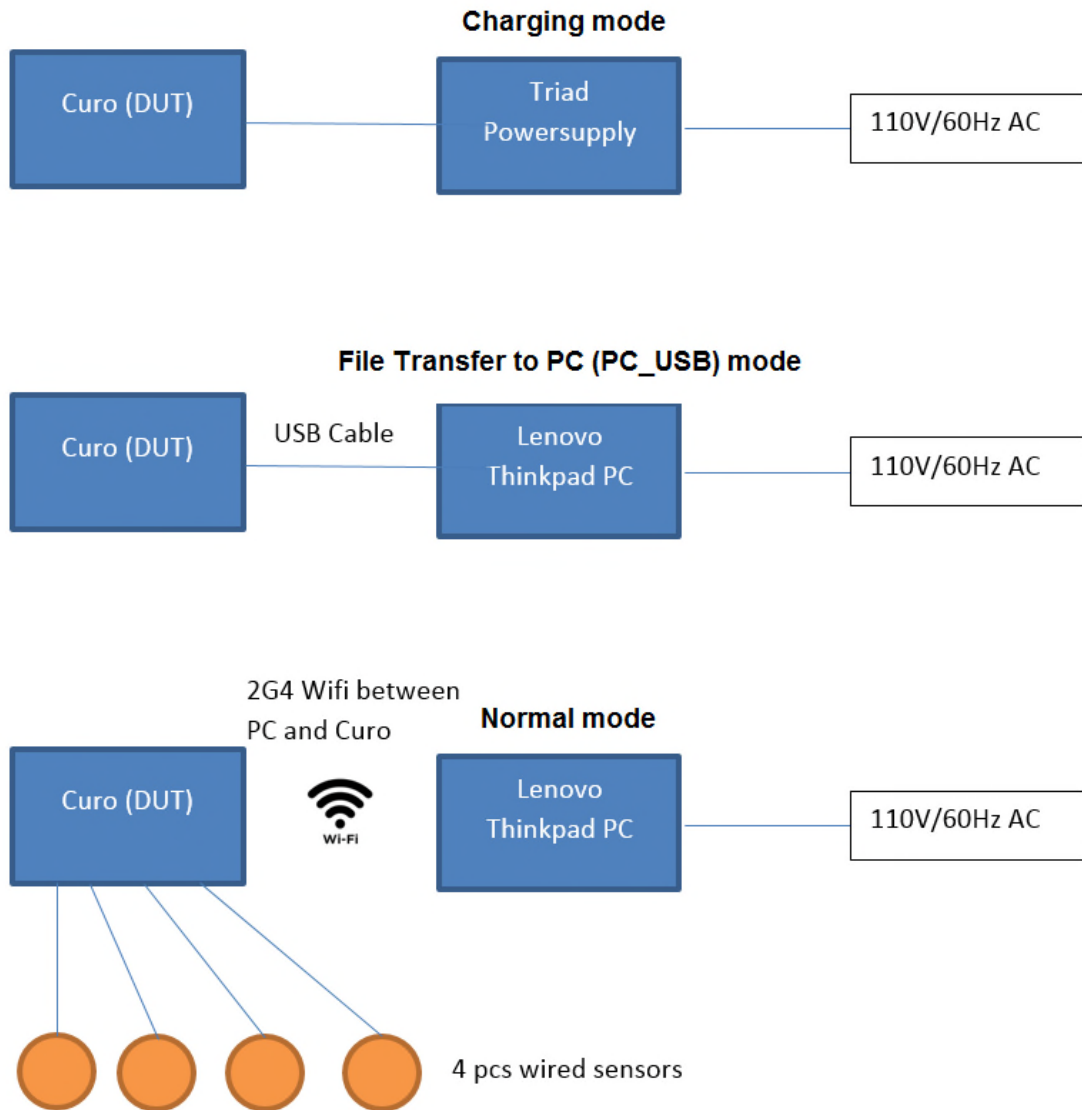 Charging mode
Curo (DUT)
Triad
Powersupply
110V/60Hz AC
File Transfer to PC (PC_USB) mode
Curo (DUT)
USB Cable
Lenovo
Thinkpad PC
110V/60Hz AC
2G4 Wifi between
PC and Curo
Normal mode
Curo (DUT)
Wi-Fi
Lenovo
Thinkpad PC
110V/60Hz AC
4 pcs wired sensors